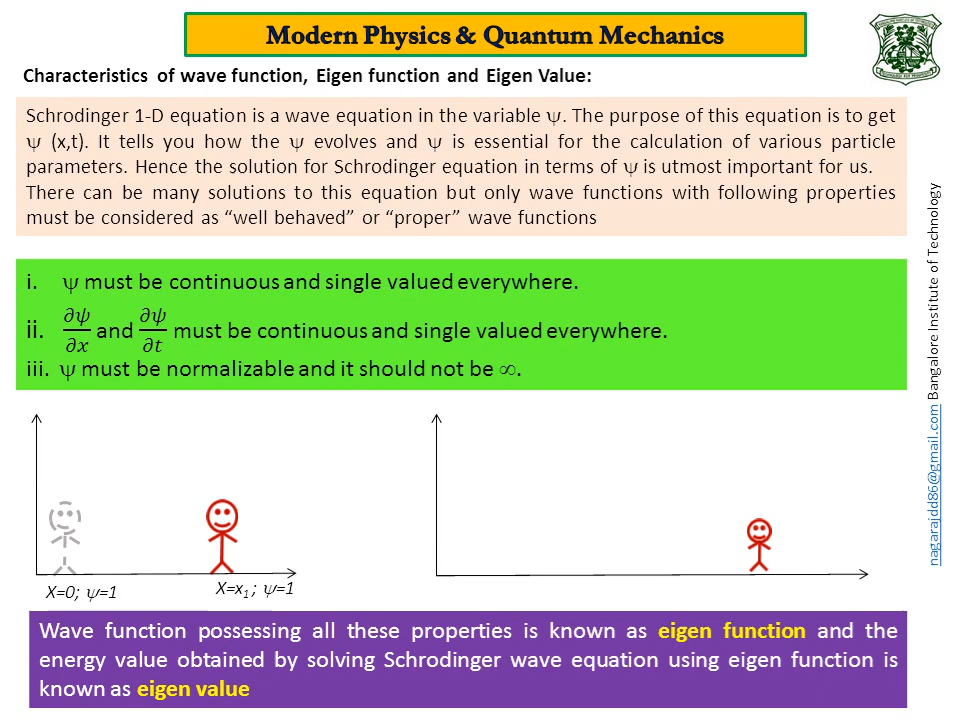 Modern Physics & Quantum Mechanics
Characteristics of wave function, Eigen function and Eigen Value:
Schrodinger 1-D equation is a wave equation in the variable ψ. The purpose of this equation is to get
ψ (x,t). It tells you how the ψ evolves and ψ is essential for the calculation of various particle
parameters. Hence the solution for Schrodinger equation in terms of ψ is utmost important for us.
There can be many solutions to this equation but only wave functions with following properties
must be considered as “well behaved” or “proper” wave functions
i. ψ must be continuous and single valued everywhere.
ii. ∂ψ/∂x and ∂ψ/∂t must be continuous and single valued everywhere.
iii. ψ must be normalizable and it should not be ∞.
X=0; ψ=1
X=x₁ ; ψ=1
Wave function possessing all these properties is known as eigen function and the
energy value obtained by solving Schrodinger wave equation using eigen function is
known as eigen value
nagarajdd86@gmail.com Bangalore Institute of Technology